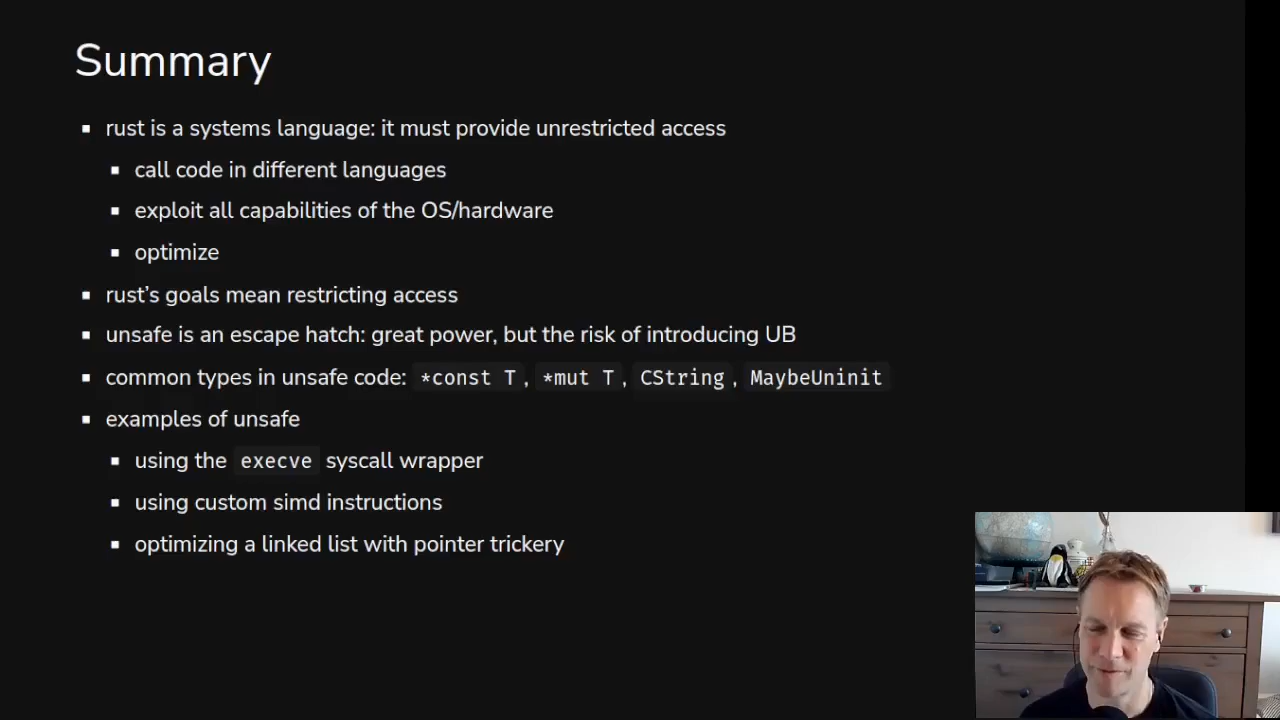 Summary
rust is a systems language: it must provide unrestricted access
call code in different languages
exploit all capabilities of the OS/hardware
optimize
rust's goals mean restricting access
unsafe is an escape hatch: great power, but the risk of introducing UB
common types in unsafe code: *const T, *mut T, CString, MaybeUninit
examples of unsafe
using the execve syscall wrapper
using custom simd instructions
optimizing a linked list with pointer trickery